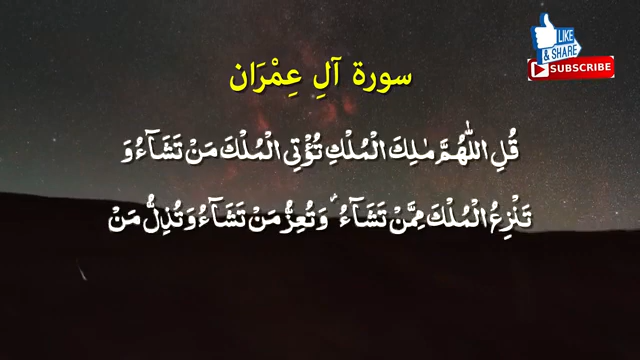 LIKE
& SHARE
SUBSCRIBE
سورة آلِ عِمْرَان
قُلِ اللّٰهُمَّ مٰلِكَ الْمُلْكِ تُؤْتِی الْمُلْكَ مَنْ تَشَآءُ وَ
تَنْزِعُ الْمُلْكَ مِمَّنْ تَشَآءُ ؗ وَ تُعِزُّ مَنْ تَشَآءُ وَ تُذِلُّ مَنْ